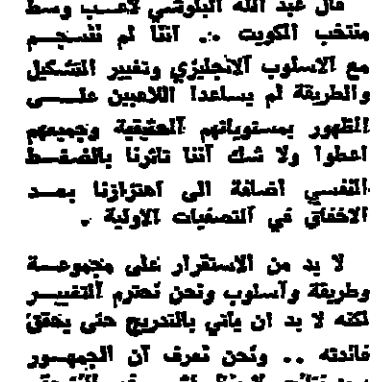 قال عبد الله البلوشي لاعب وسط
منتخب الكويت .. اننا لم ننسجم
مع الاسلوب الانجليزي وتغيير التشكيل
والطريقة لم يساعدا اللاعبين على
الظهور بمستوياتهم الحقيقية وجميعهم
اعطوا ولا شك اننا تاثرنا بالضغط
النفسي اضافة الى اهتزازنا بعد
الاخفاق في التصفيات الاولية .
لا بد من الاستقرار على مجموعة
وطريقة وأسلوب ونحن نحترم التغيير
لكنه لا بد ان ياتي بالتدريج حتى يحقق
فائدته .. ونحن نعرف ان الجمهور